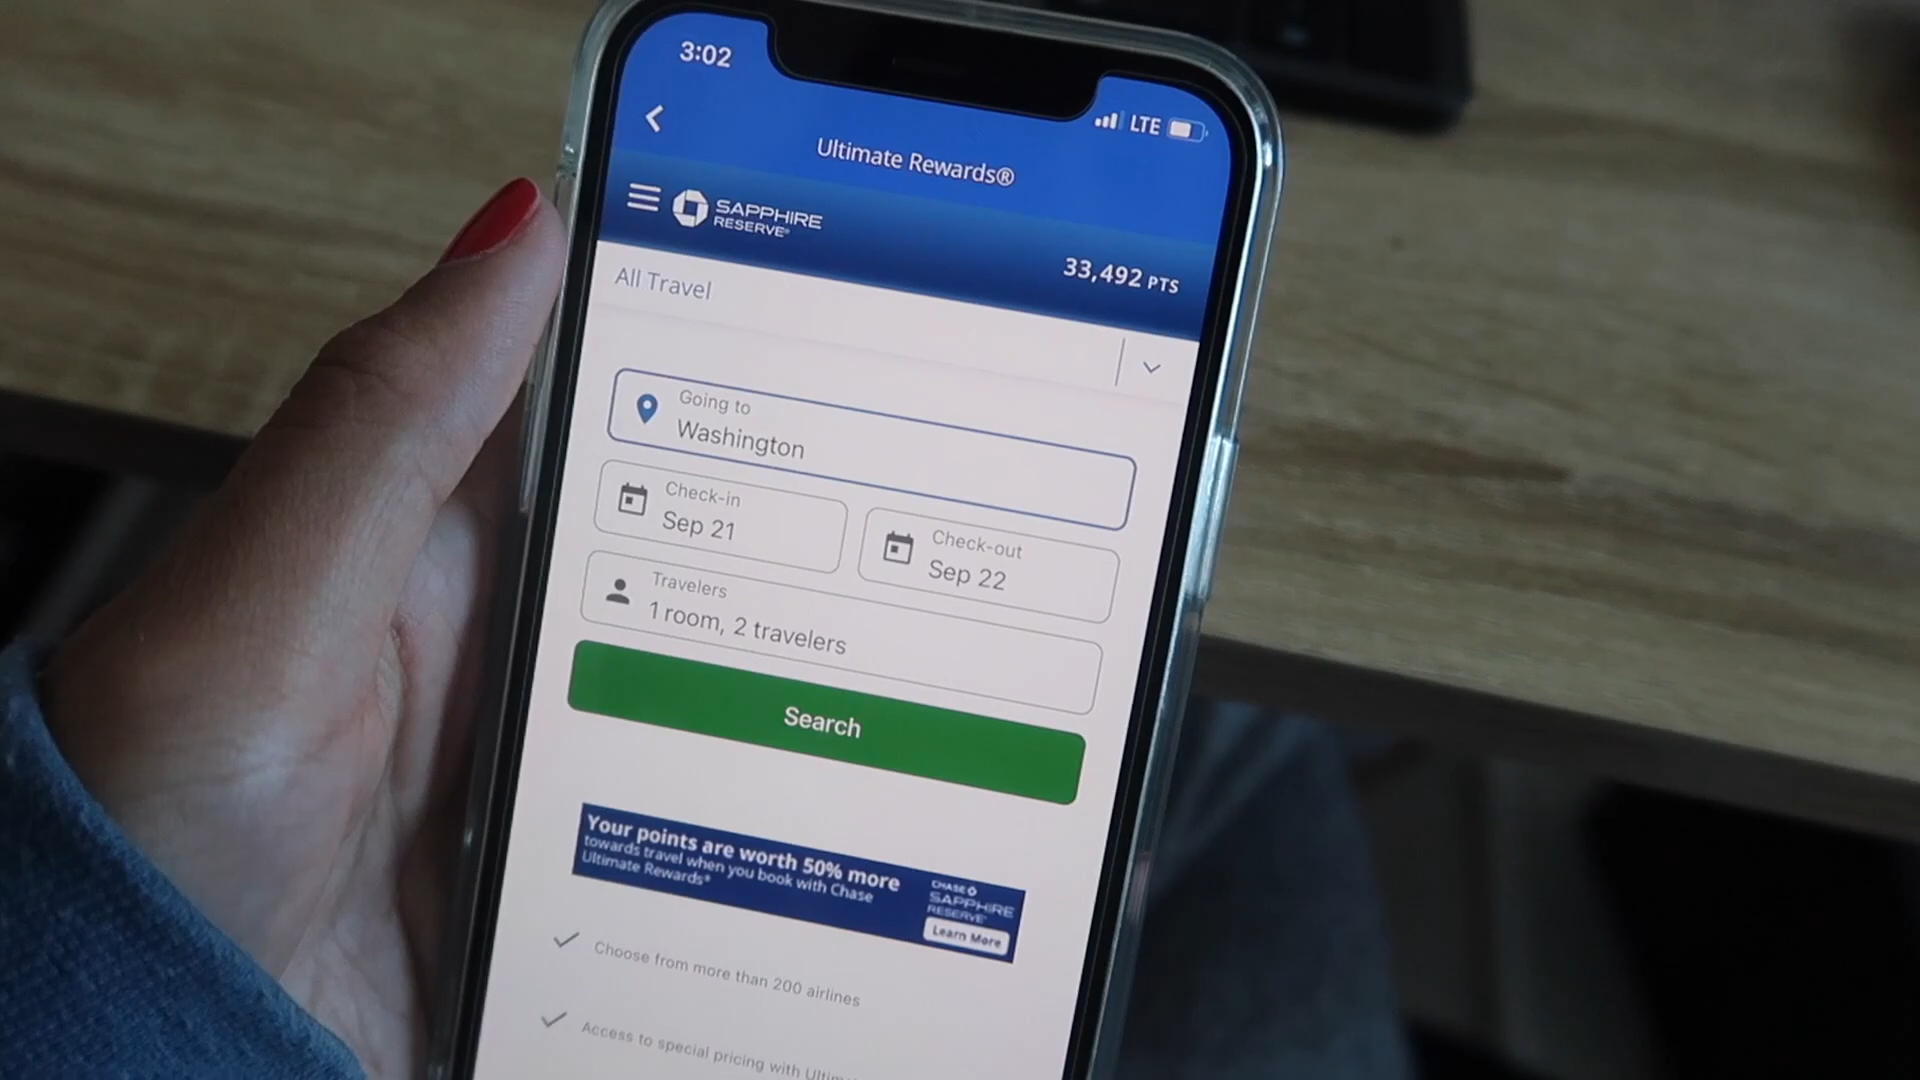 3:02
LTE
Ultimate Rewards®
SAPPHIRE
RESERVE®
33,492 PTS
All Travel
Going to
Washington
Check-in
Sep 21
Check-out
Sep 22
Travelers
1 room, 2 travelers
Search
Your points are worth 50% more
towards travel when you book with Chase
Ultimate Rewards®
CHASE
SAPPHIRE
RESERVE®
Learn More
Choose from more than 200 airlines
Access to special pricing with